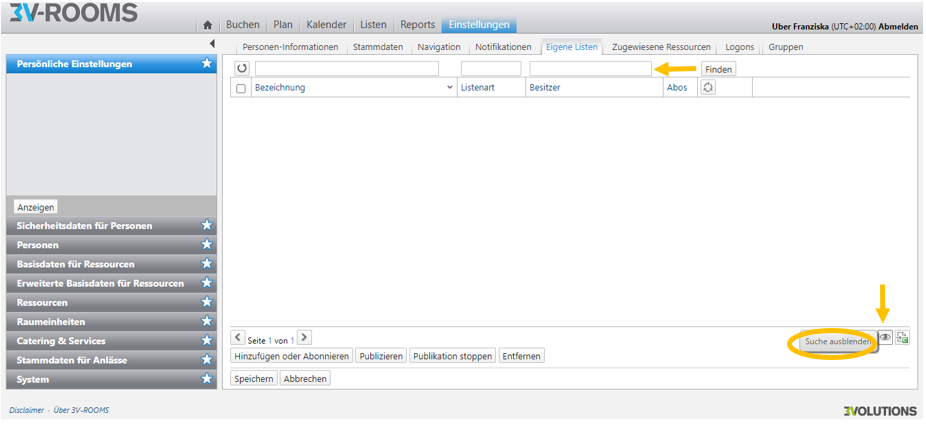 3V-ROOMS
Buchen Plan Kalender Listen Reports Einstellungen
Uber Franziska (UTC+02:00) Abmelden
Personen-Informationen Stammdaten Navigation Notifikationen Eigene Listen Zugewiesene Ressourcen Logons Gruppen
Persönliche Einstellungen
Finden
Bezeichnung Listenart Besitzer Abos
Anzeigen
Sicherheitsdaten für Personen
Personen
Basisdaten für Ressourcen
Erweiterte Basisdaten für Ressourcen
Ressourcen
Raumeinheiten
Catering & Services
Stammdaten für Anlässe
System
Seite 1 von 1
Suche ausblenden
Hinzufügen oder Abonnieren Publizieren Publikation stoppen Entfernen
Speichern Abbrechen
Disclaimer - Über 3V-ROOMS
3VOLUTIONS